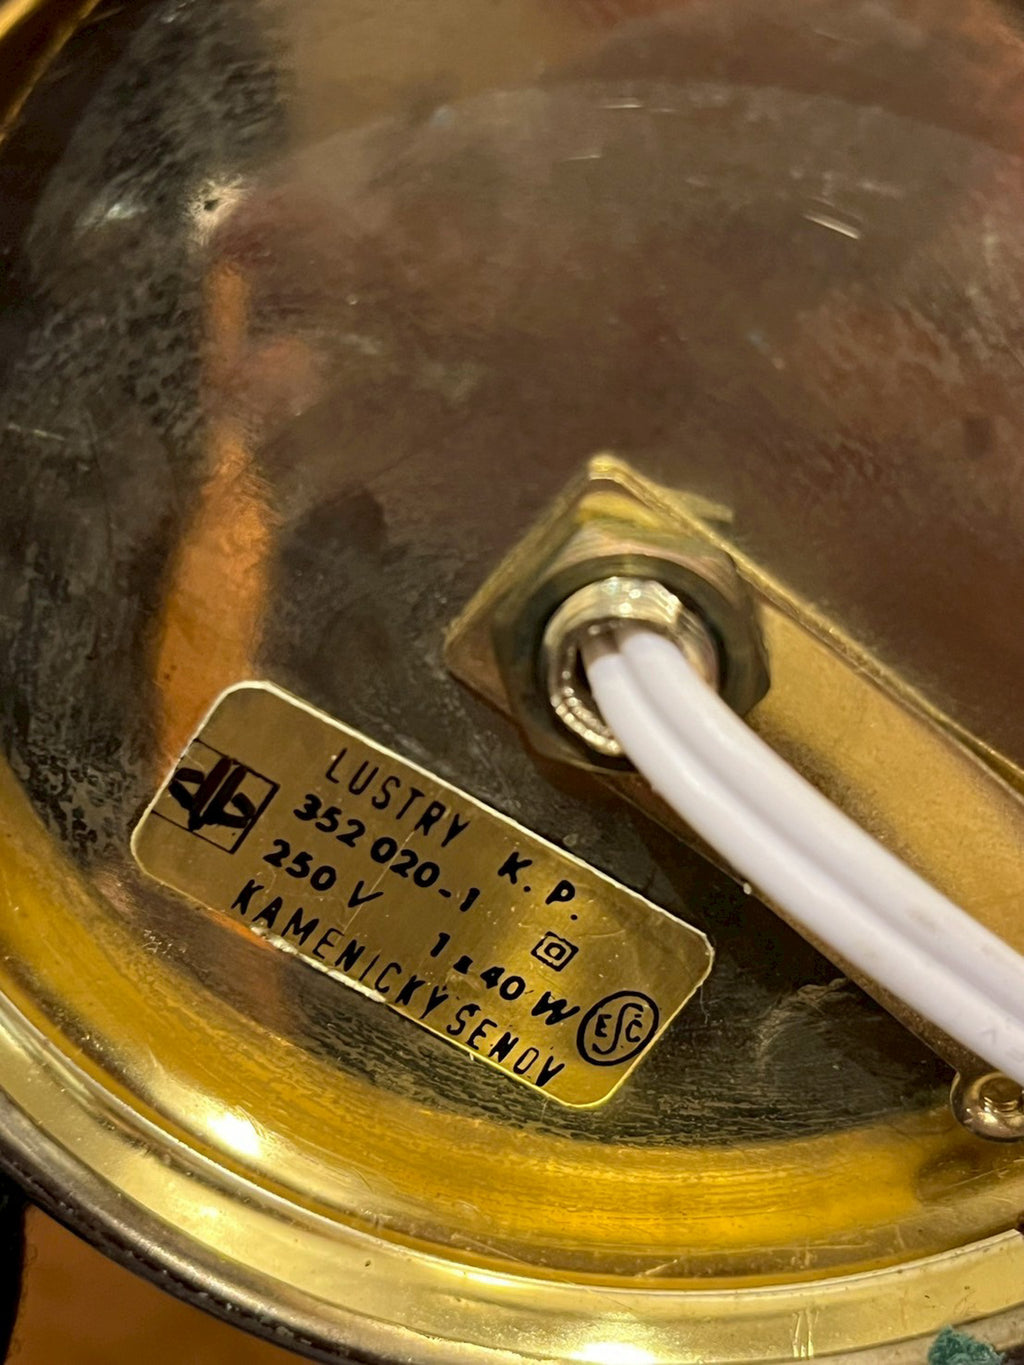 LUSTRY K.P.
352 020-1
250 V 1x40 W
KAMENICKÝ ŠENOV
ESČ